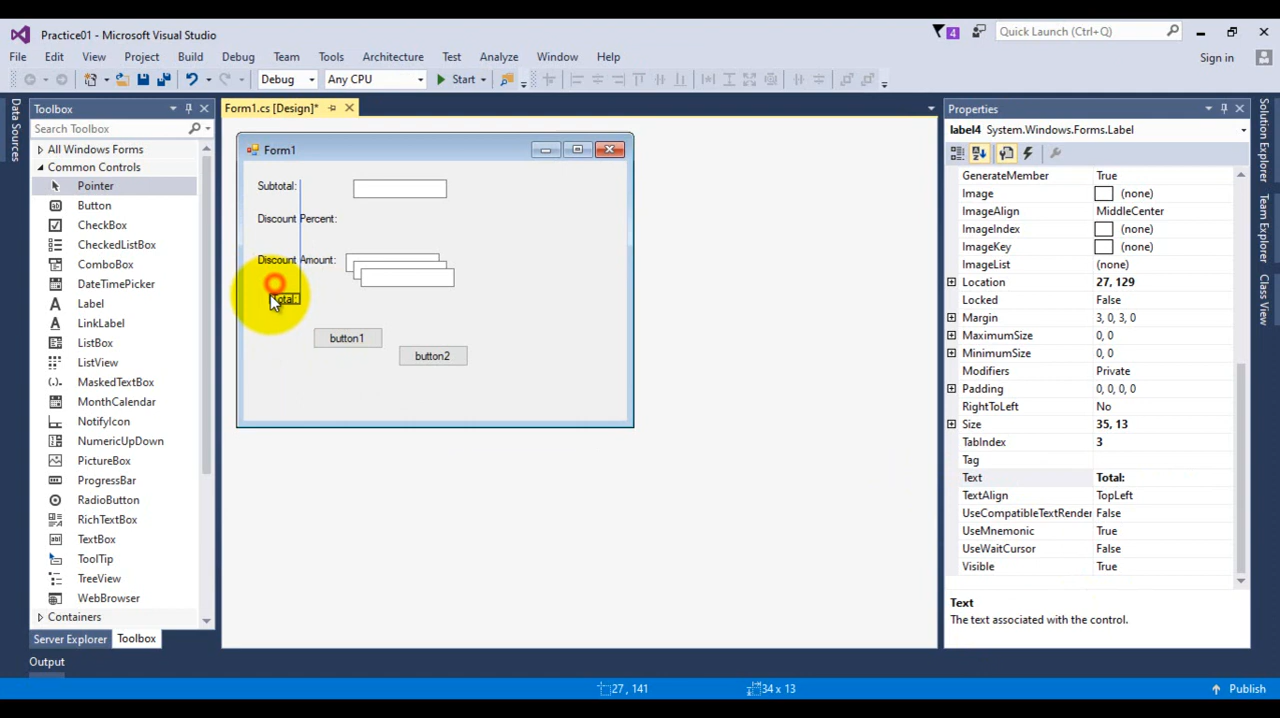 Practice01 - Microsoft Visual Studio
4
Quick Launch (Ctrl+Q)
File Edit View Project Build Debug Team Tools Architecture Test Analyze Window Help
Sign in
Debug Any CPU Start
Data Sources
Toolbox
Search Toolbox
All Windows Forms
Common Controls
Pointer
Button
CheckBox
CheckedListBox
ComboBox
DateTimePicker
Label
LinkLabel
ListBox
ListView
MaskedTextBox
MonthCalendar
NotifyIcon
NumericUpDown
PictureBox
ProgressBar
RadioButton
RichTextBox
TextBox
ToolTip
TreeView
WebBrowser
Containers
Server Explorer Toolbox
Output
Form1.cs [Design]*
Form1
Subtotal:
Discount Percent:
Discount Amount:
Total:
button1
button2
Properties
label4 System.Windows.Forms.Label
GenerateMember True
Image (none)
ImageAlign MiddleCenter
ImageIndex (none)
ImageKey (none)
ImageList (none)
Location 27, 129
Locked False
Margin 3, 0, 3, 0
MaximumSize 0, 0
MinimumSize 0, 0
Modifiers Private
Padding 0, 0, 0, 0
RightToLeft No
Size 35, 13
TabIndex 3
Tag
Text Total:
TextAlign TopLeft
UseCompatibleTextRender False
UseMnemonic True
UseWaitCursor False
Visible True
Text
The text associated with the control.
Solution Explorer
Team Explorer
Class View
27 , 141
34 x 13
Publish